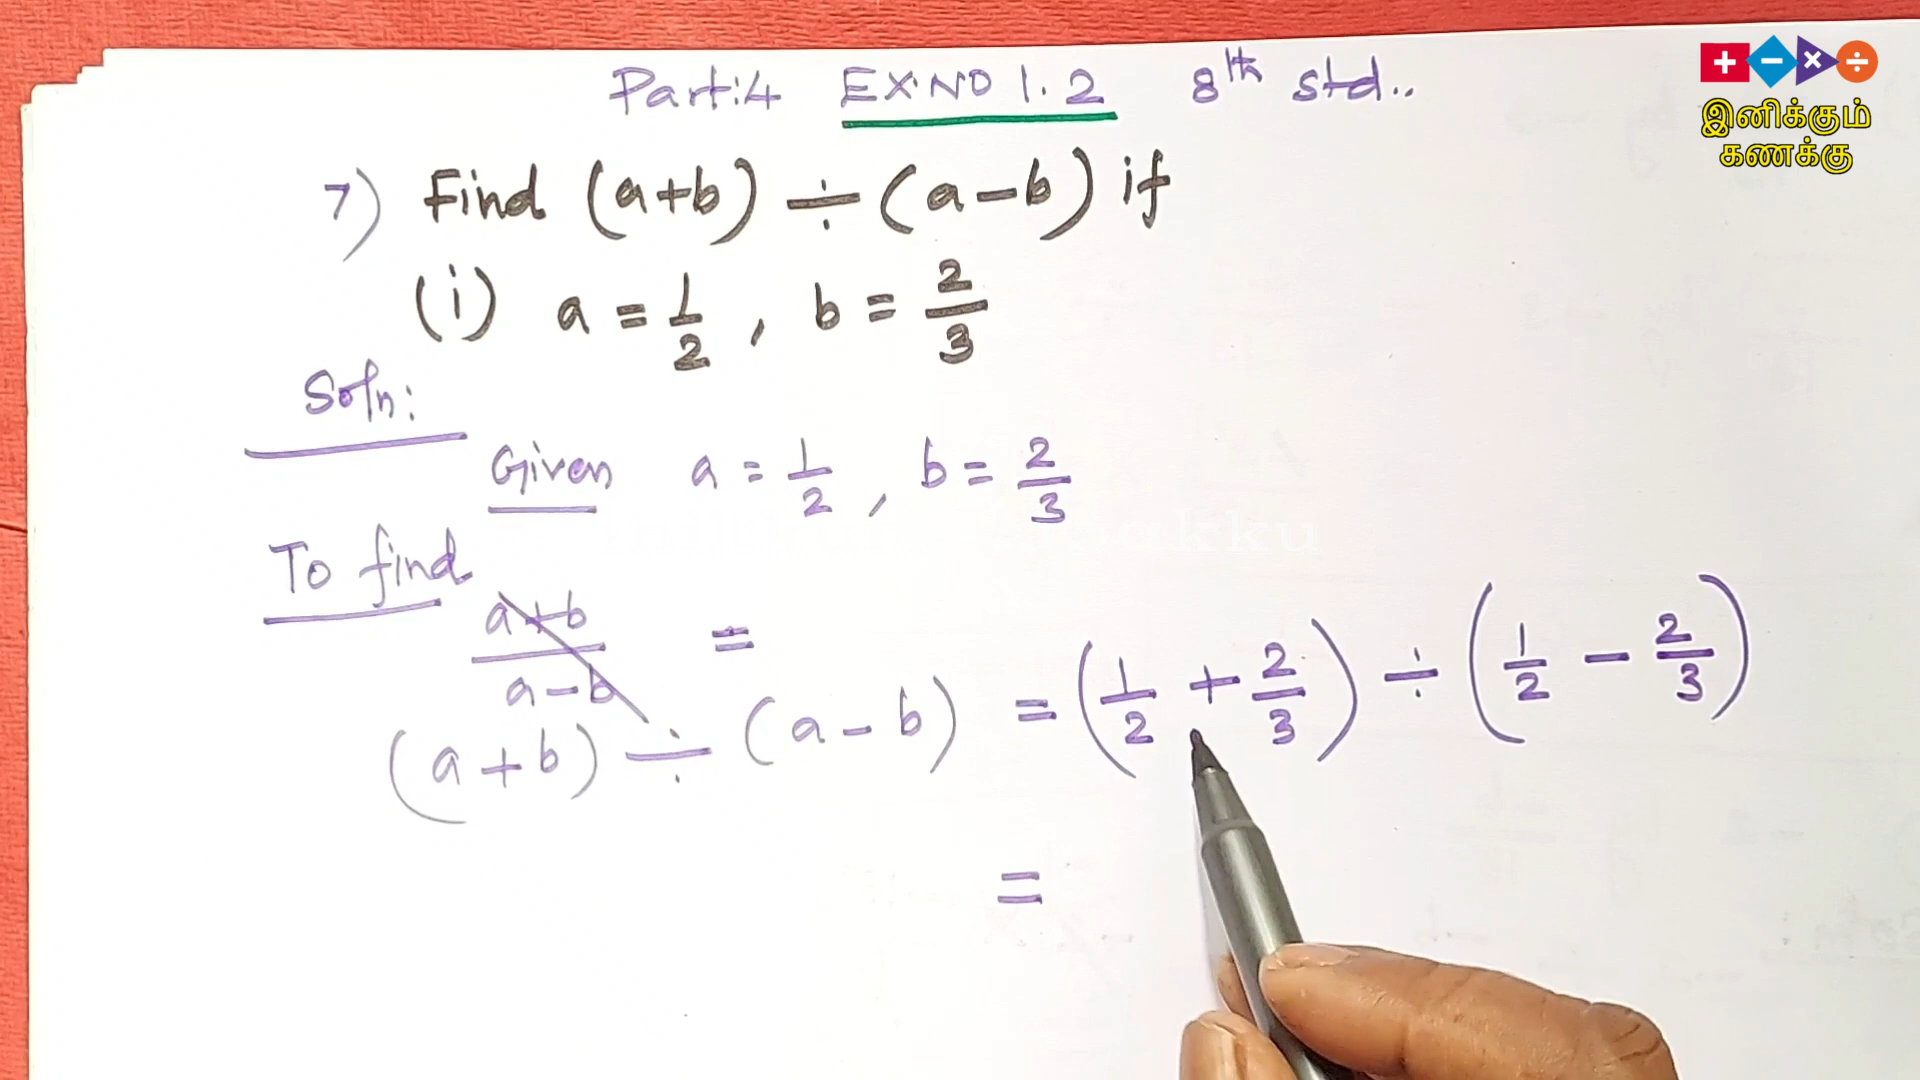 Part:4 EX.NO 1.2 8th std..
இனிக்கும்
கணக்கு
7) Find (a+b) ÷ (a-b) if
(i) a = 1/2 , b = 2/3
Soln:
Given a = 1/2 , b = 2/3
To find
a+b/a-b =
(a+b) ÷ (a-b) = (1/2 + 2/3) ÷ (1/2 - 2/3)
=